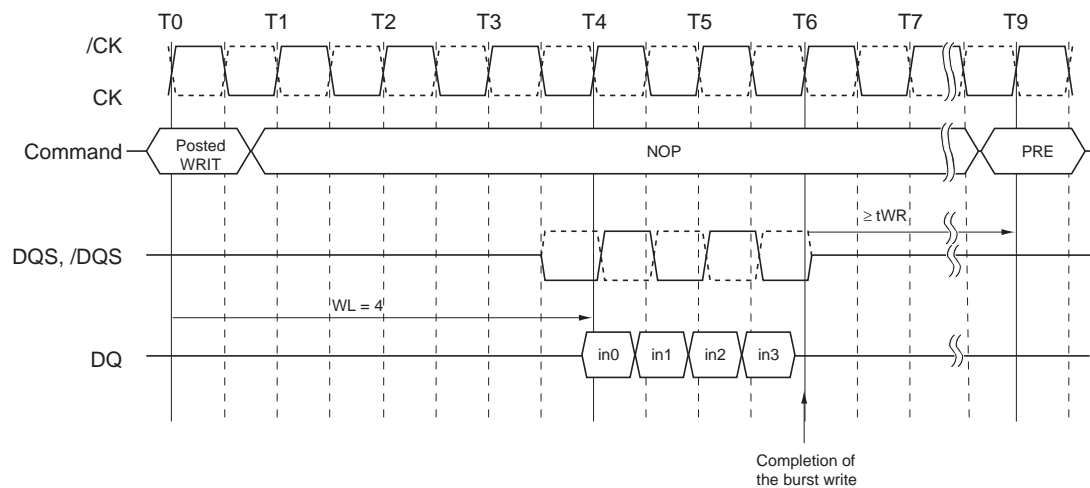 T0 T1 T2 T3 T4 T5 T6 T7 T9
/CK
CK
Command
Posted
WRIT
NOP
PRE
≥ tWR
DQS, /DQS
WL = 4
DQ
in0 in1 in2 in3
Completion of
the burst write